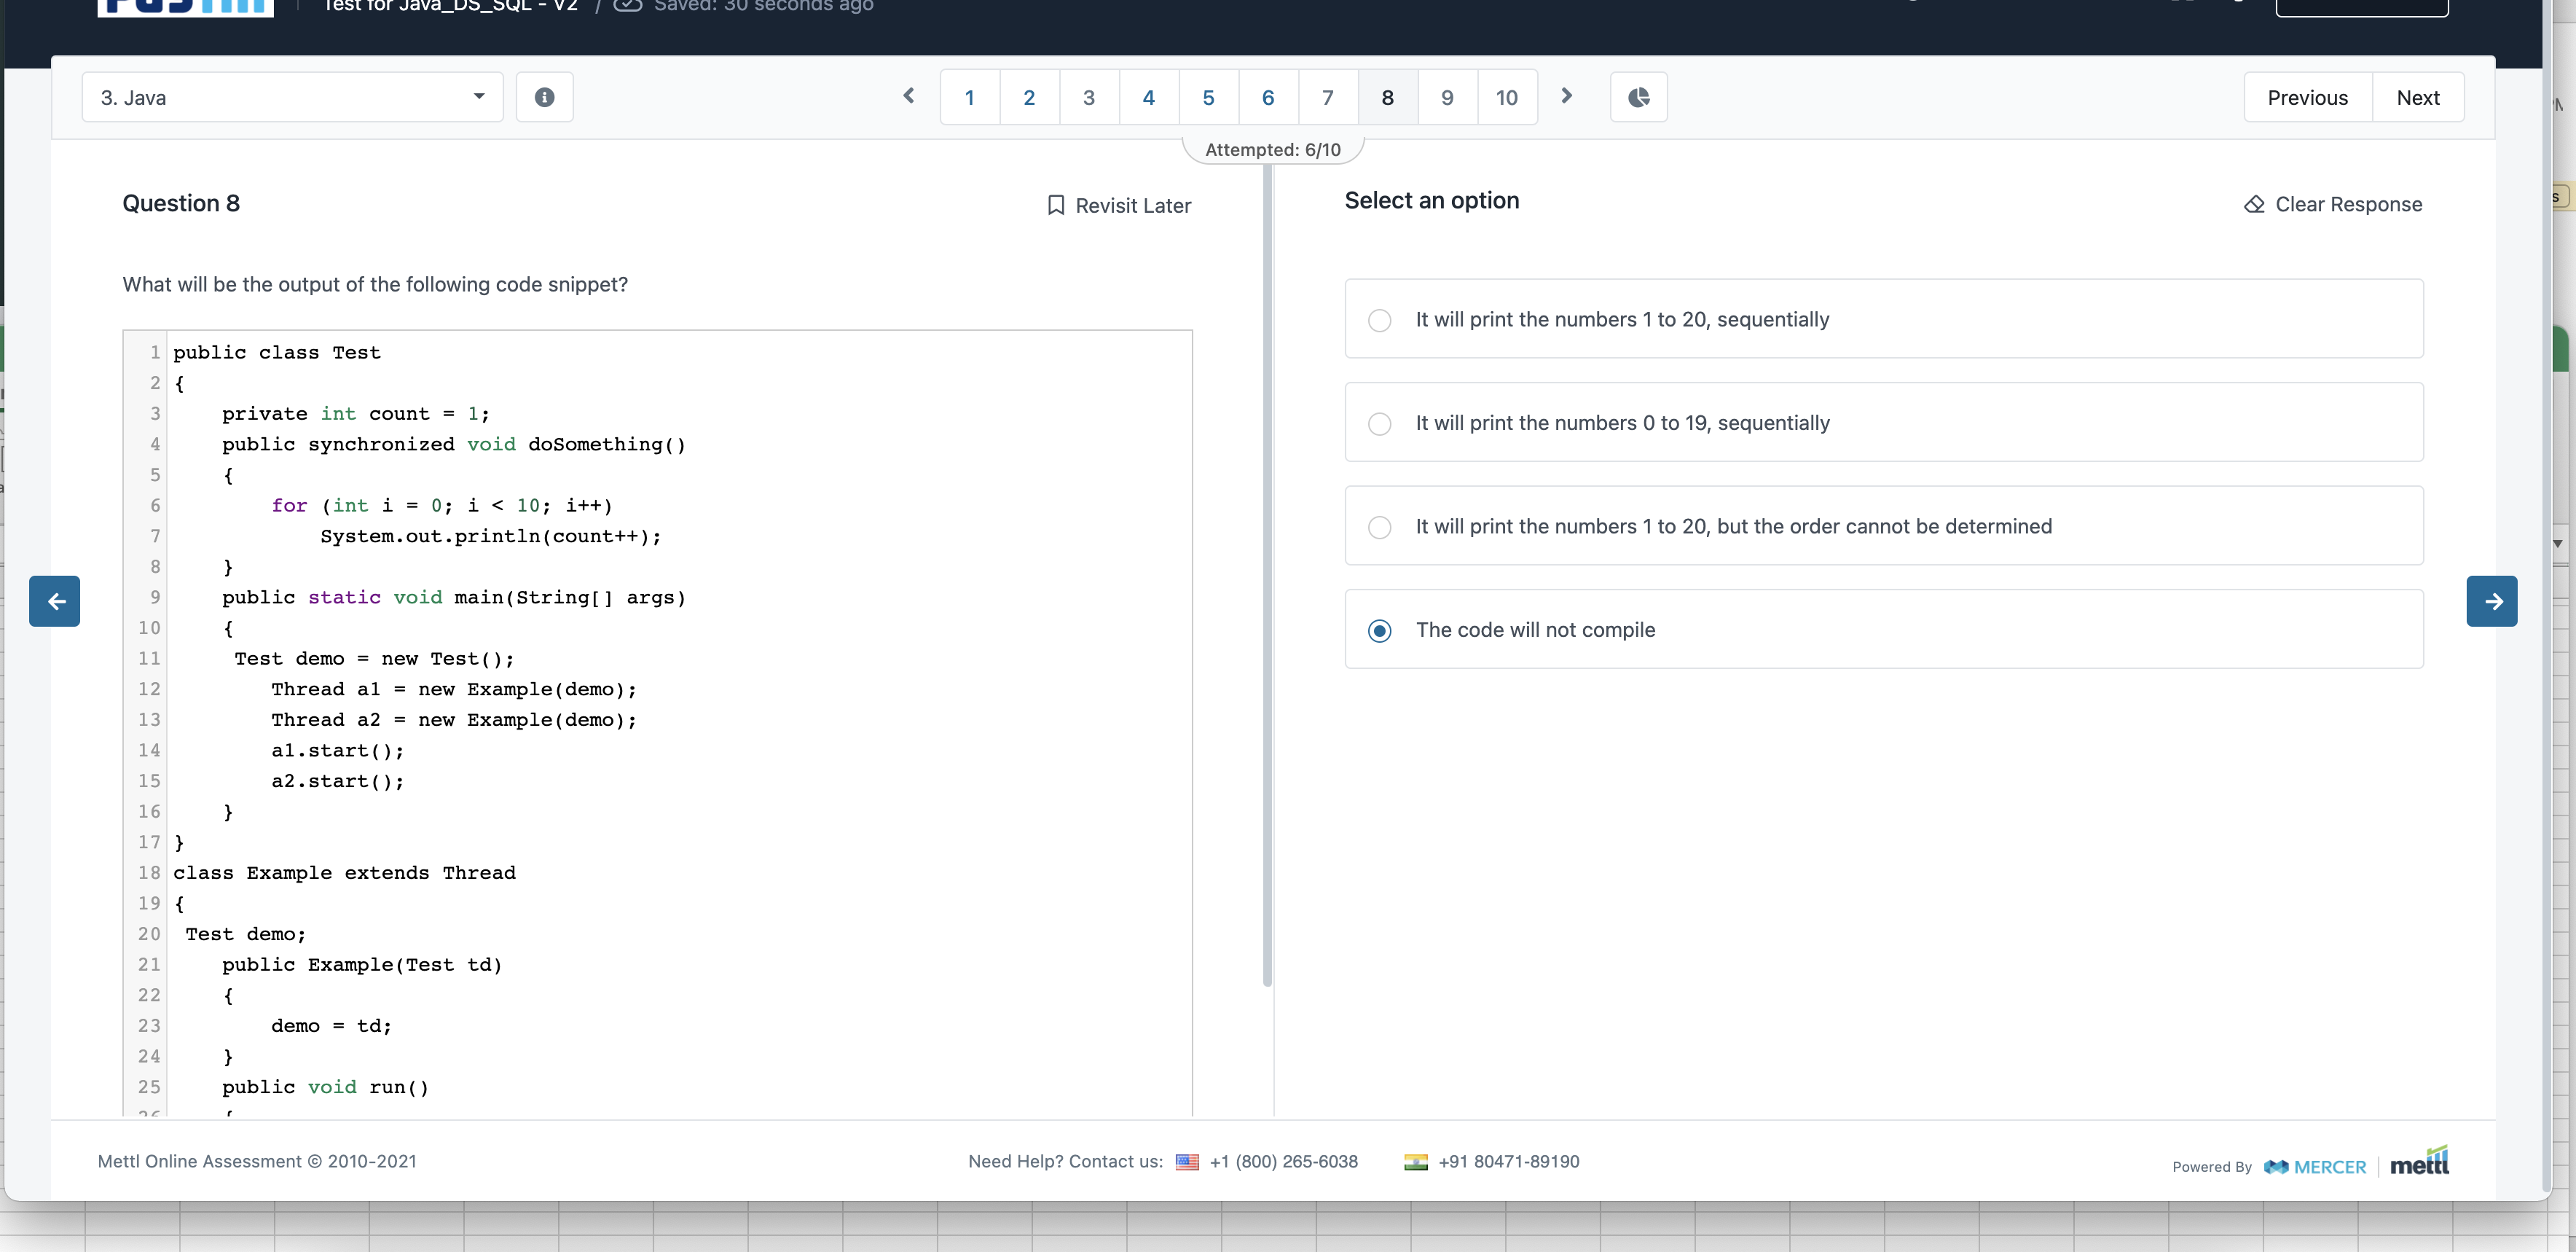 Test for Java_DS_SQL - V2 / Saved: 30 seconds ago
3. Java
1 2 3 4 5 6 7 8 9 10
Previous Next
Attempted: 6/10
Question 8
Revisit Later
What will be the output of the following code snippet?
1 public class Test
2 {
3 private int count = 1;
4 public synchronized void doSomething()
5 {
6 for (int i = 0; i < 10; i++)
7 System.out.println(count++);
8 }
9 public static void main(String[] args)
10 {
11 Test demo = new Test();
12 Thread a1 = new Example(demo);
13 Thread a2 = new Example(demo);
14 a1.start();
15 a2.start();
16 }
17 }
18 class Example extends Thread
19 {
20 Test demo;
21 public Example(Test td)
22 {
23 demo = td;
24 }
25 public void run()
26 {
Select an option
Clear Response
It will print the numbers 1 to 20, sequentially
It will print the numbers 0 to 19, sequentially
It will print the numbers 1 to 20, but the order cannot be determined
The code will not compile
Mettl Online Assessment © 2010-2021
Need Help? Contact us: +1 (800) 265-6038 +91 80471-89190
Powered By MERCER | mettl